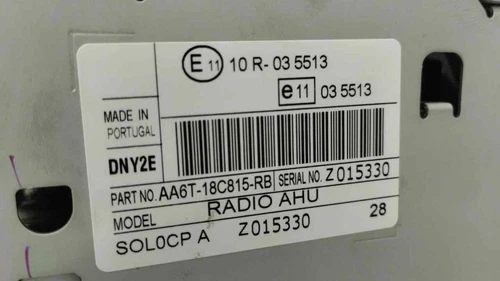 E 11 10 R- 03 5513
e 11 03 5513
MADE IN
PORTUGAL
DNY2E
PART NO. AA6T-18C815-RB SERIAL NO. Z015330
MODEL RADIO AHU
SOL0CP A Z015330 28